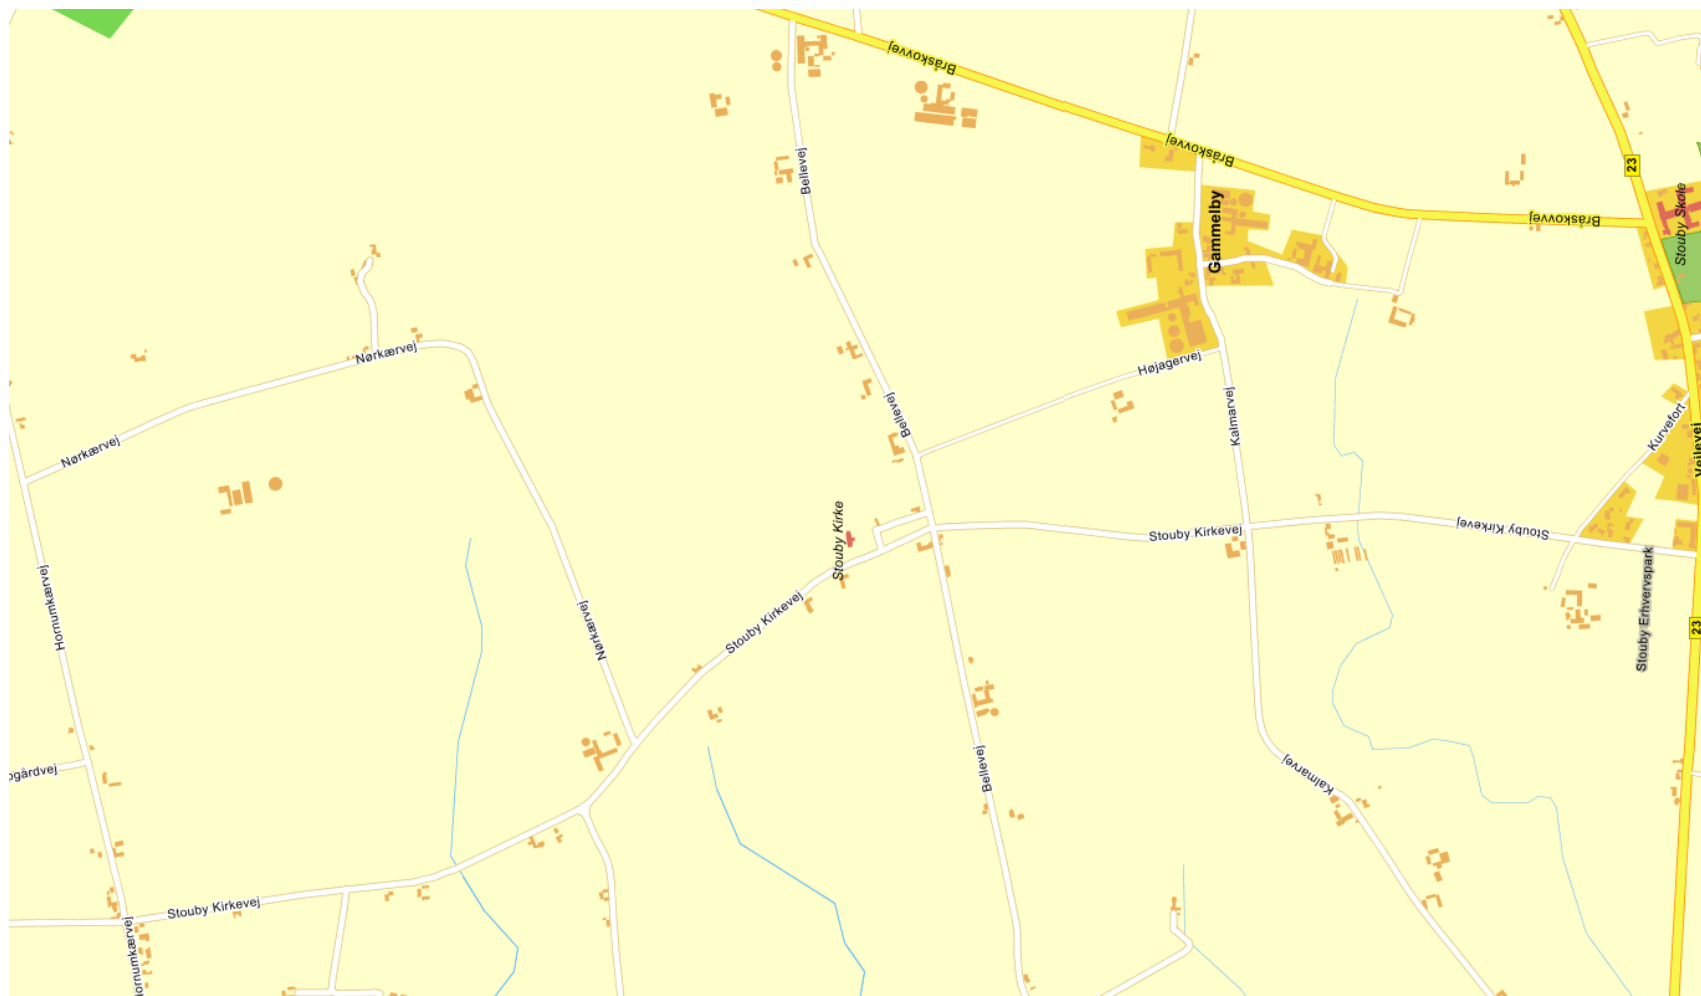 Bråskovvej
Bråskovvej
23
Bellevej
Stouby Skole
Gammelby
Bråskovvej
Nørkærvej
Højagervej
Bellevej
Kalmarvej
Kurvefort
Nørkærvej
Vejlevej
Stouby Kirke
Stouby Kirkevej
Stouby Kirkevej
Hornumkærvej
Stouby Erhvervspark
Nørkærvej
Stouby Kirkevej
23
Bellevej
ogårdvej
Kalmarvej
Stouby Kirkevej
Hornumkærvej